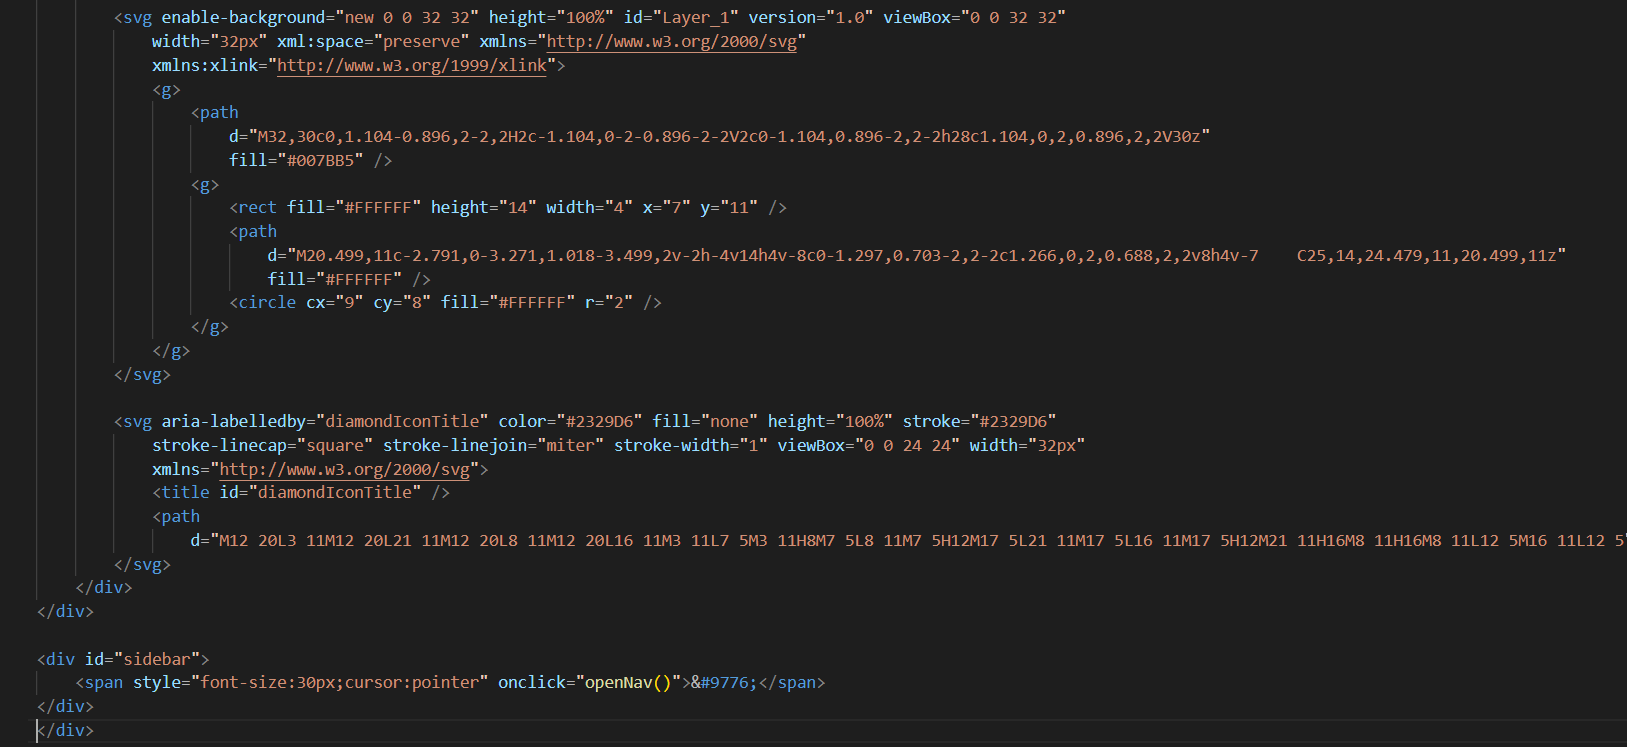 <svg enable-background="new 0 0 32 32" height="100%" id="Layer_1" version="1.0" viewBox="0 0 32 32"
width="32px" xml:space="preserve" xmlns="http://www.w3.org/2000/svg"
xmlns:xlink="http://www.w3.org/1999/xlink">
<g>
<path
d="M32,30c0,1.104-0.896,2-2,2H2c-1.104,0-2-0.896-2-2V2c0-1.104,0.896-2,2-2h28c1.104,0,2,0.896,2,2V30z"
fill="#007BB5" />
<g>
<rect fill="#FFFFFF" height="14" width="4" x="7" y="11" />
<path
d="M20.499,11c-2.791,0-3.271,1.018-3.499,2v-2h-4v14h4v-8c0-1.297,0.703-2,2-2c1.266,0,2,0.688,2,2v8h4v-7    C25,14,24.479,11,20.499,11z"
fill="#FFFFFF" />
<circle cx="9" cy="8" fill="#FFFFFF" r="2" />
</g>
</g>
</svg>
<svg aria-labelledby="diamondIconTitle" color="#2329D6" fill="none" height="100%" stroke="#2329D6"
stroke-linecap="square" stroke-linejoin="miter" stroke-width="1" viewBox="0 0 24 24" width="32px"
xmlns="http://www.w3.org/2000/svg">
<title id="diamondIconTitle" />
<path
d="M12 20L3 11M12 20L21 11M12 20L8 11M12 20L16 11M3 11L7 5M3 11H8M7 5L8 11M7 5H12M17 5L21 11M17 5L16 11M17 5H12M21 11H16M8 11H16M8 11L12 5M16 11L12 5"
</svg>
</div>
</div>
<div id="sidebar">
<span style="font-size:30px;cursor:pointer" onclick="openNav()">&#9776;</span>
</div>
</div>